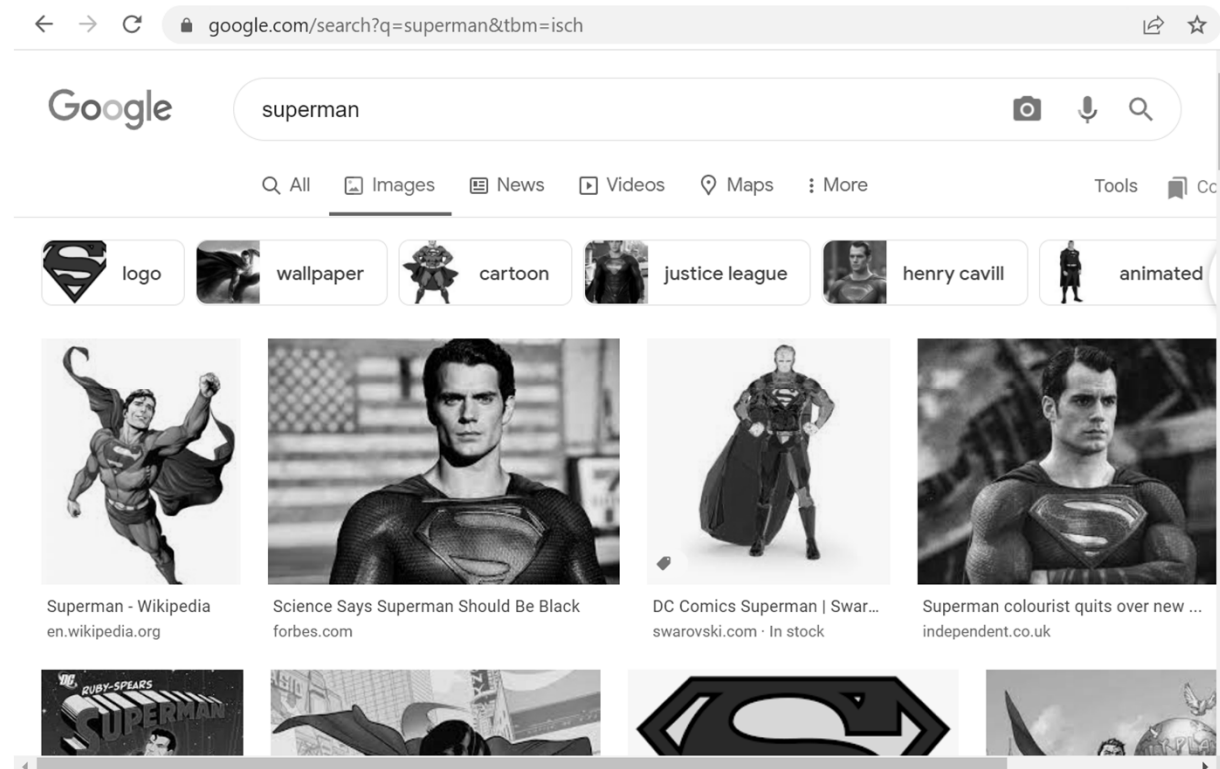 google.com/search?q=superman&tbm=isch
Google
superman
All Images News Videos Maps More Tools
logo wallpaper cartoon justice league henry cavill animated
Superman - Wikipedia
en.wikipedia.org
Science Says Superman Should Be Black
forbes.com
DC Comics Superman | Swar...
swarovski.com · In stock
Superman colourist quits over new ...
independent.co.uk
DC
RUBY-SPEARS
SUPERMAN